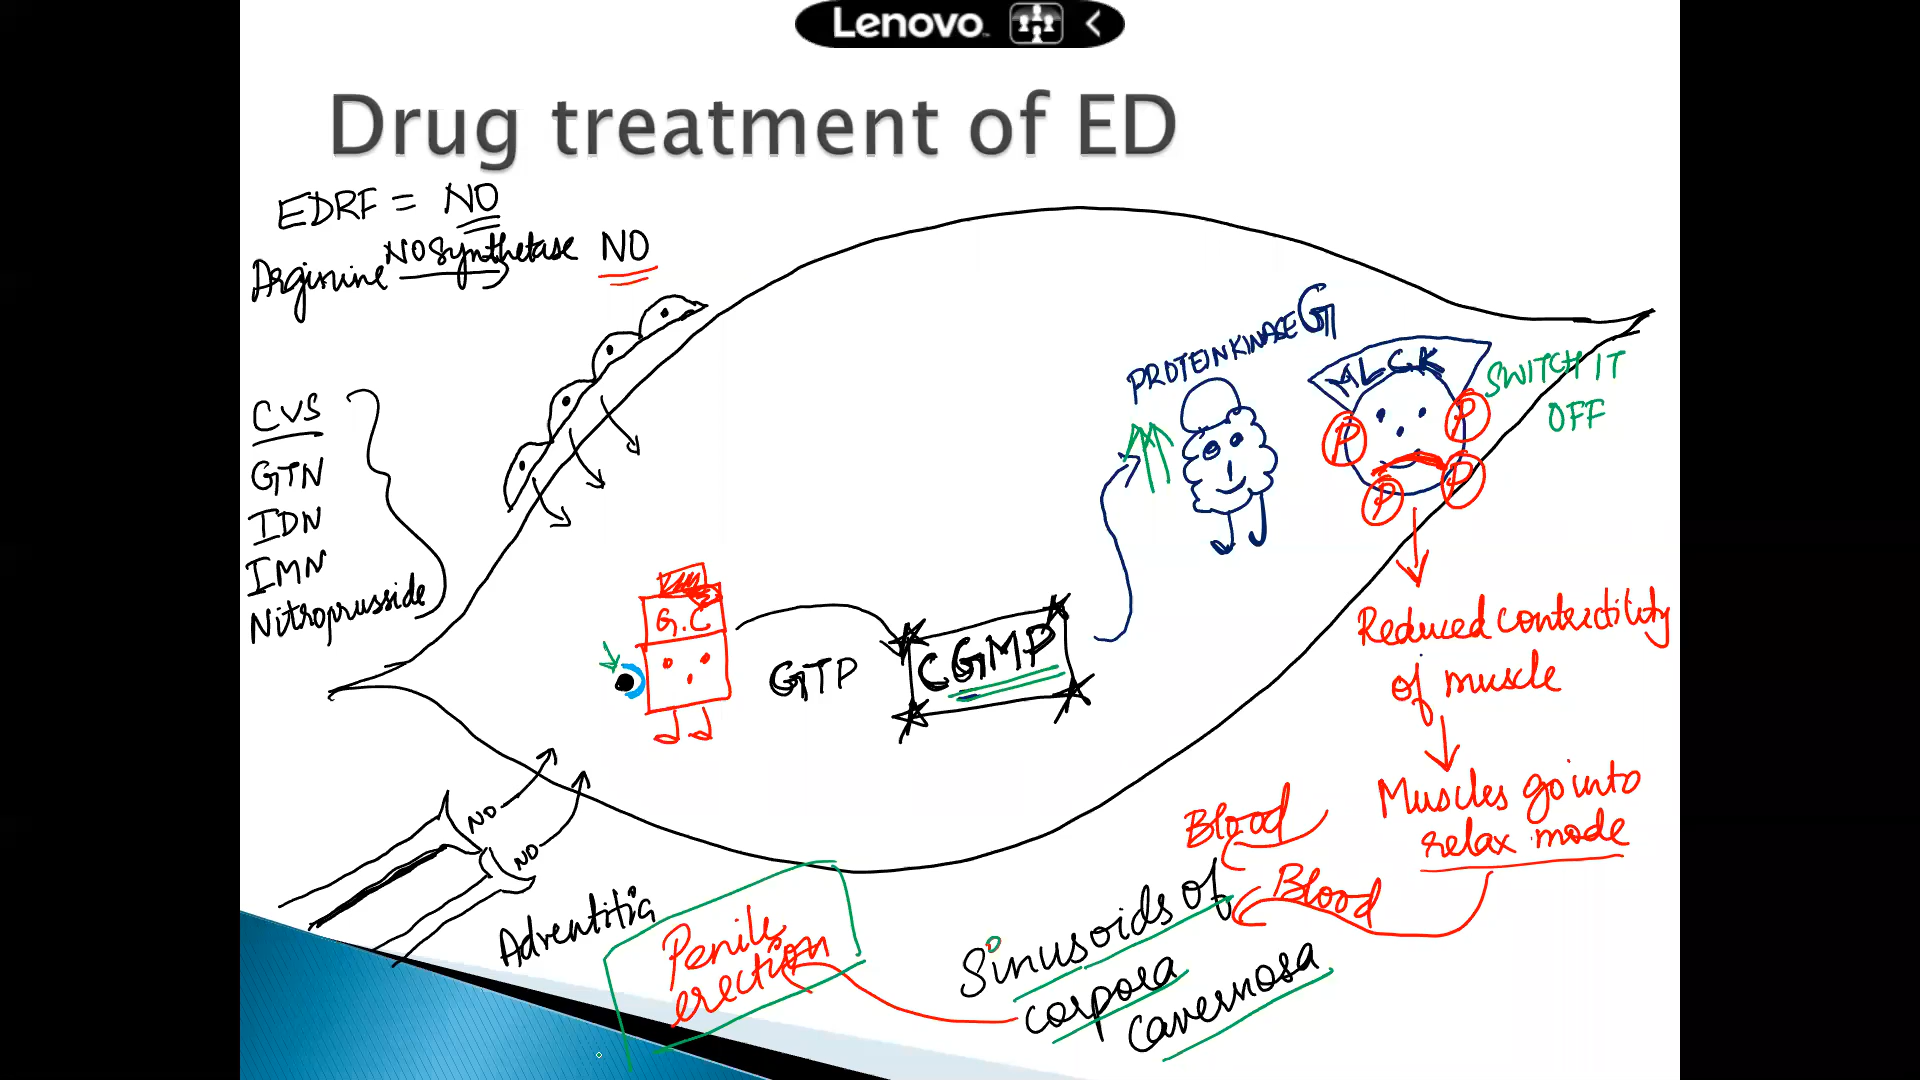 Lenovo
Drug treatment of ED
EDRF = NO
Arginine NO Synthetase NO
CVS
GTN
IDN
IMN
Nitroprusside
PROTEIN KINASE G
MLCK
SWITCH IT
OFF
P
P
P
P
G.C
GTP
CGMP
Reduced contractility
of muscle
Muscles go into
relax mode
NO
NO
Adventitia
Blood
Blood
Sinusoids of
corpora
cavernosa
Penile
erection